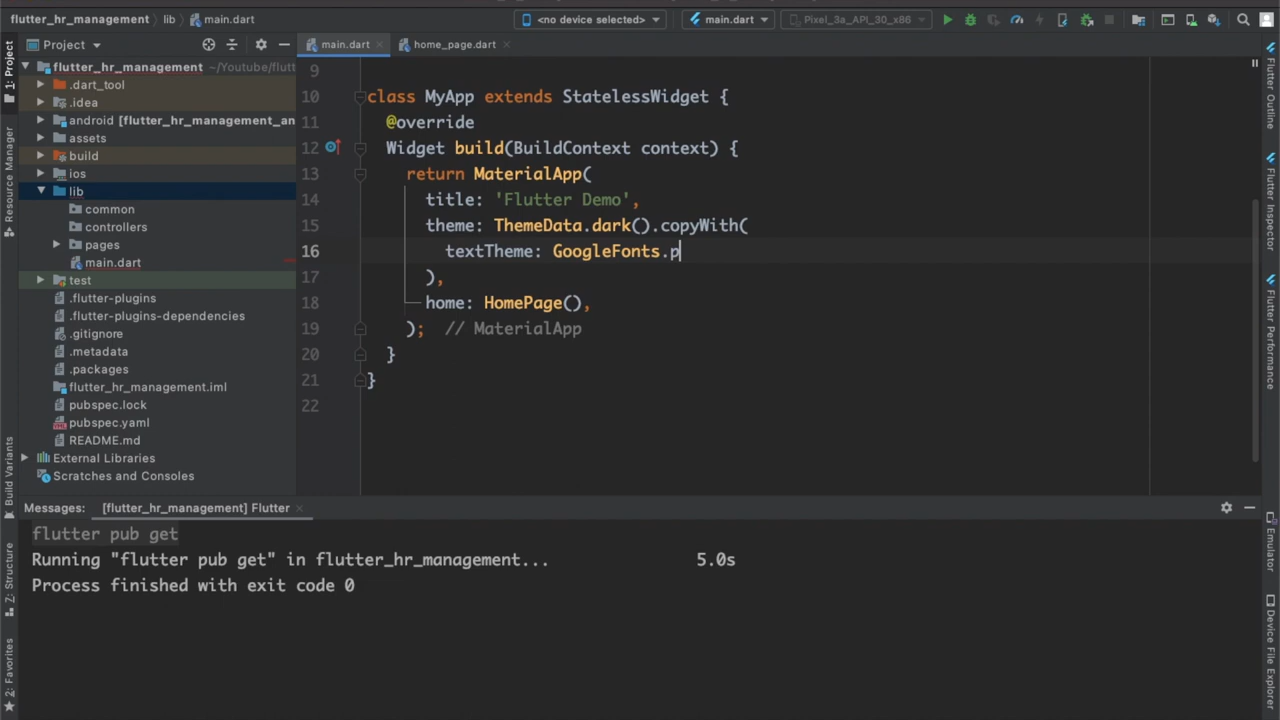 flutter_hr_management lib main.dart
<no device selected> main.dart Pixel_3a_API_30_x86
Project
main.dart home_page.dart
flutter_hr_management ~/Youtube/flutt
.dart_tool
.idea
android [flutter_hr_management_an
assets
build
ios
lib
common
controllers
pages
main.dart
test
.flutter-plugins
.flutter-plugins-dependencies
.gitignore
.metadata
.packages
flutter_hr_management.iml
pubspec.lock
pubspec.yaml
README.md
External Libraries
Scratches and Consoles
9
10 class MyApp extends StatelessWidget {
11 @override
12 Widget build(BuildContext context) {
13 return MaterialApp(
14 title: 'Flutter Demo',
15 theme: ThemeData.dark().copyWith(
16 textTheme: GoogleFonts.p
17 ),
18 home: HomePage(),
19 ); // MaterialApp
20 }
21 }
22
Messages: [flutter_hr_management] Flutter
flutter pub get
Running "flutter pub get" in flutter_hr_management... 5.0s
Process finished with exit code 0
1: Project
Resource Manager
Build Variants
Z: Structure
2: Favorites
Flutter Outline
Flutter Inspector
Flutter Performance
Emulator
Device File Explorer